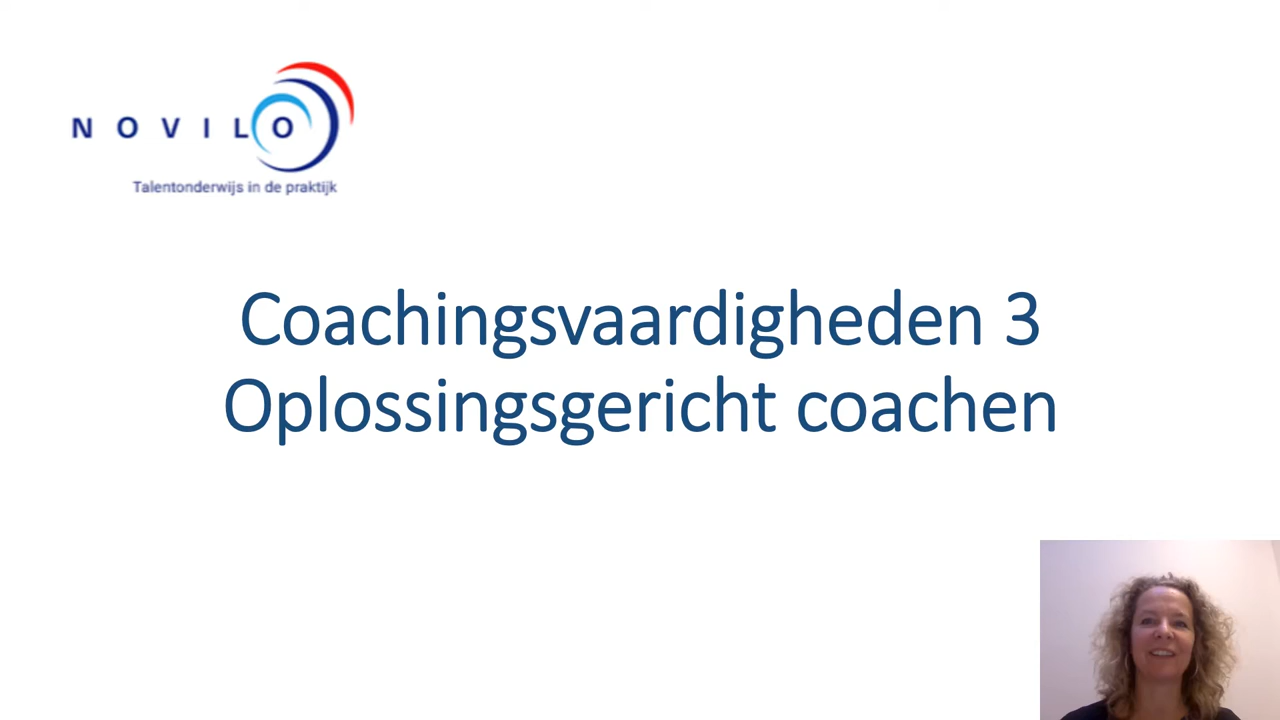 NOVILO
Talentonderwijs in de praktijk
Coachingsvaardigheden 3
Oplossingsgericht coachen